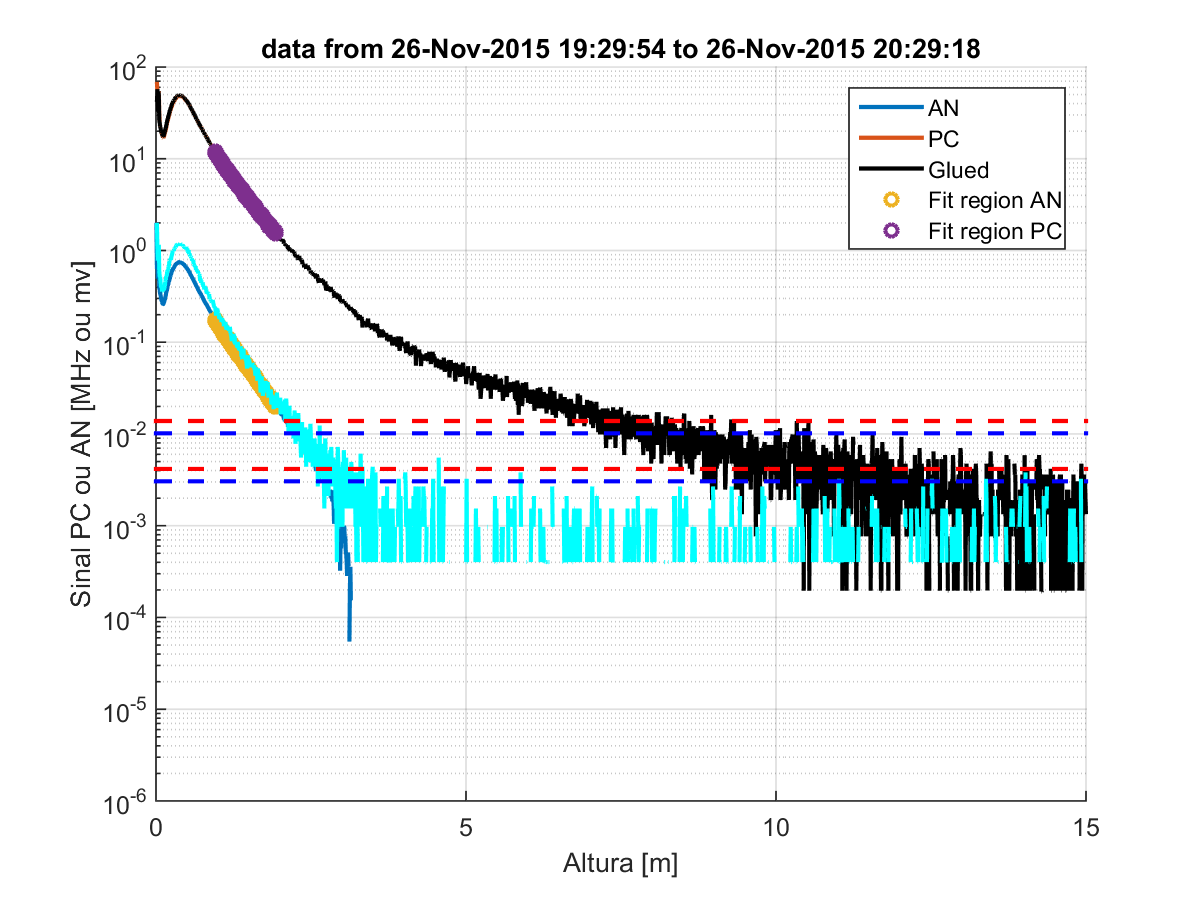 data from 26-Nov-2015 19:29:54 to 26-Nov-2015 20:29:18
AN
PC
Glued
Fit region AN
Fit region PC
Sinal PC ou AN [MHz ou mv]
10^2
10^1
10^0
10^-1
10^-2
10^-3
10^-4
10^-5
10^-6
0 5 10 15
Altura [m]